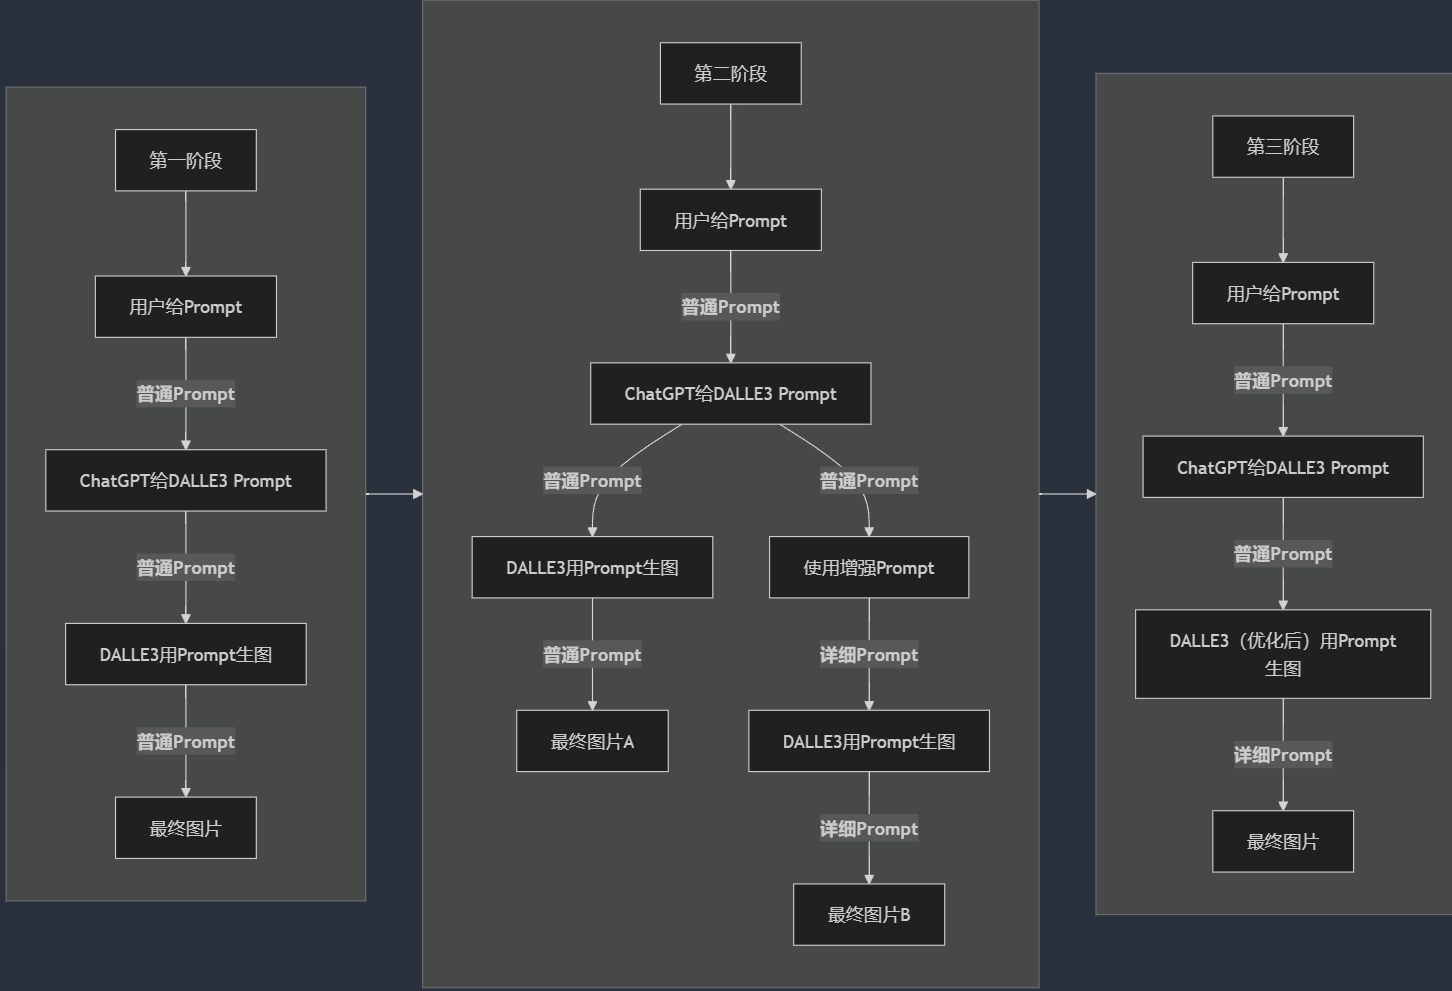 第一阶段
用户给Prompt
普通Prompt
ChatGPT给DALLE3 Prompt
普通Prompt
DALLE3用Prompt生图
普通Prompt
最终图片
第二阶段
用户给Prompt
普通Prompt
ChatGPT给DALLE3 Prompt
普通Prompt
DALLE3用Prompt生图
普通Prompt
最终图片A
普通Prompt
使用增强Prompt
详细Prompt
DALLE3用Prompt生图
详细Prompt
最终图片B
第三阶段
用户给Prompt
普通Prompt
ChatGPT给DALLE3 Prompt
普通Prompt
DALLE3（优化后）用Prompt
生图
详细Prompt
最终图片